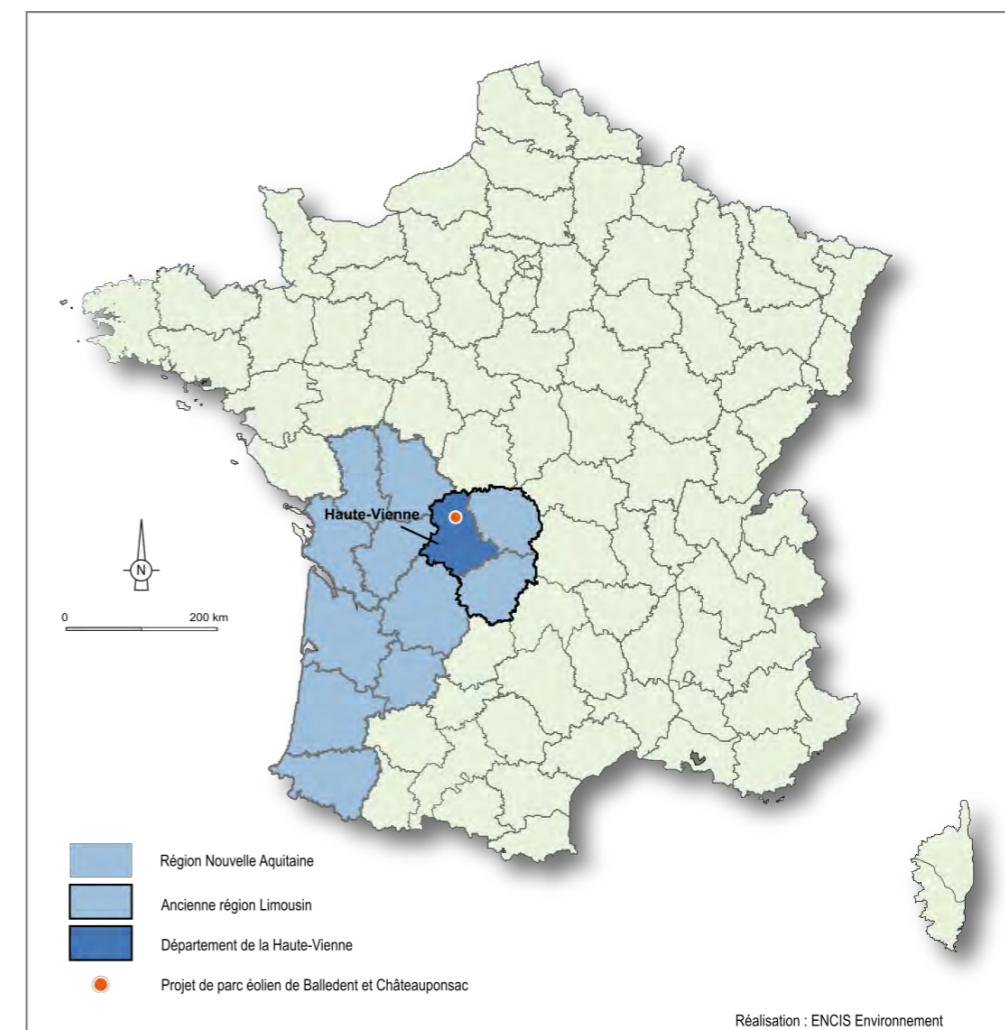 Haute-Vienne
N
0 200 km
Région Nouvelle Aquitaine
Ancienne région Limousin
Département de la Haute-Vienne
Projet de parc éolien de Balledent et Châteauponsac
Réalisation : ENCIS Environnement